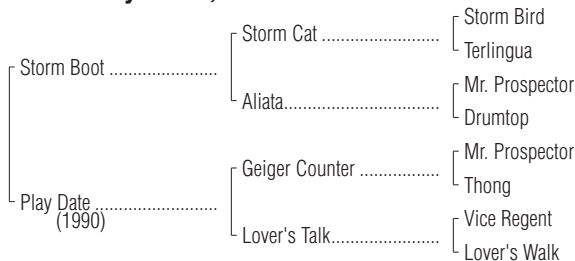 Storm Bird
Storm Cat
Terlingua
Storm Boot
Mr. Prospector
Aliata
Drumtop
Mr. Prospector
Geiger Counter
Thong
Play Date
(1990)
Vice Regent
Lover's Talk
Lover's Walk